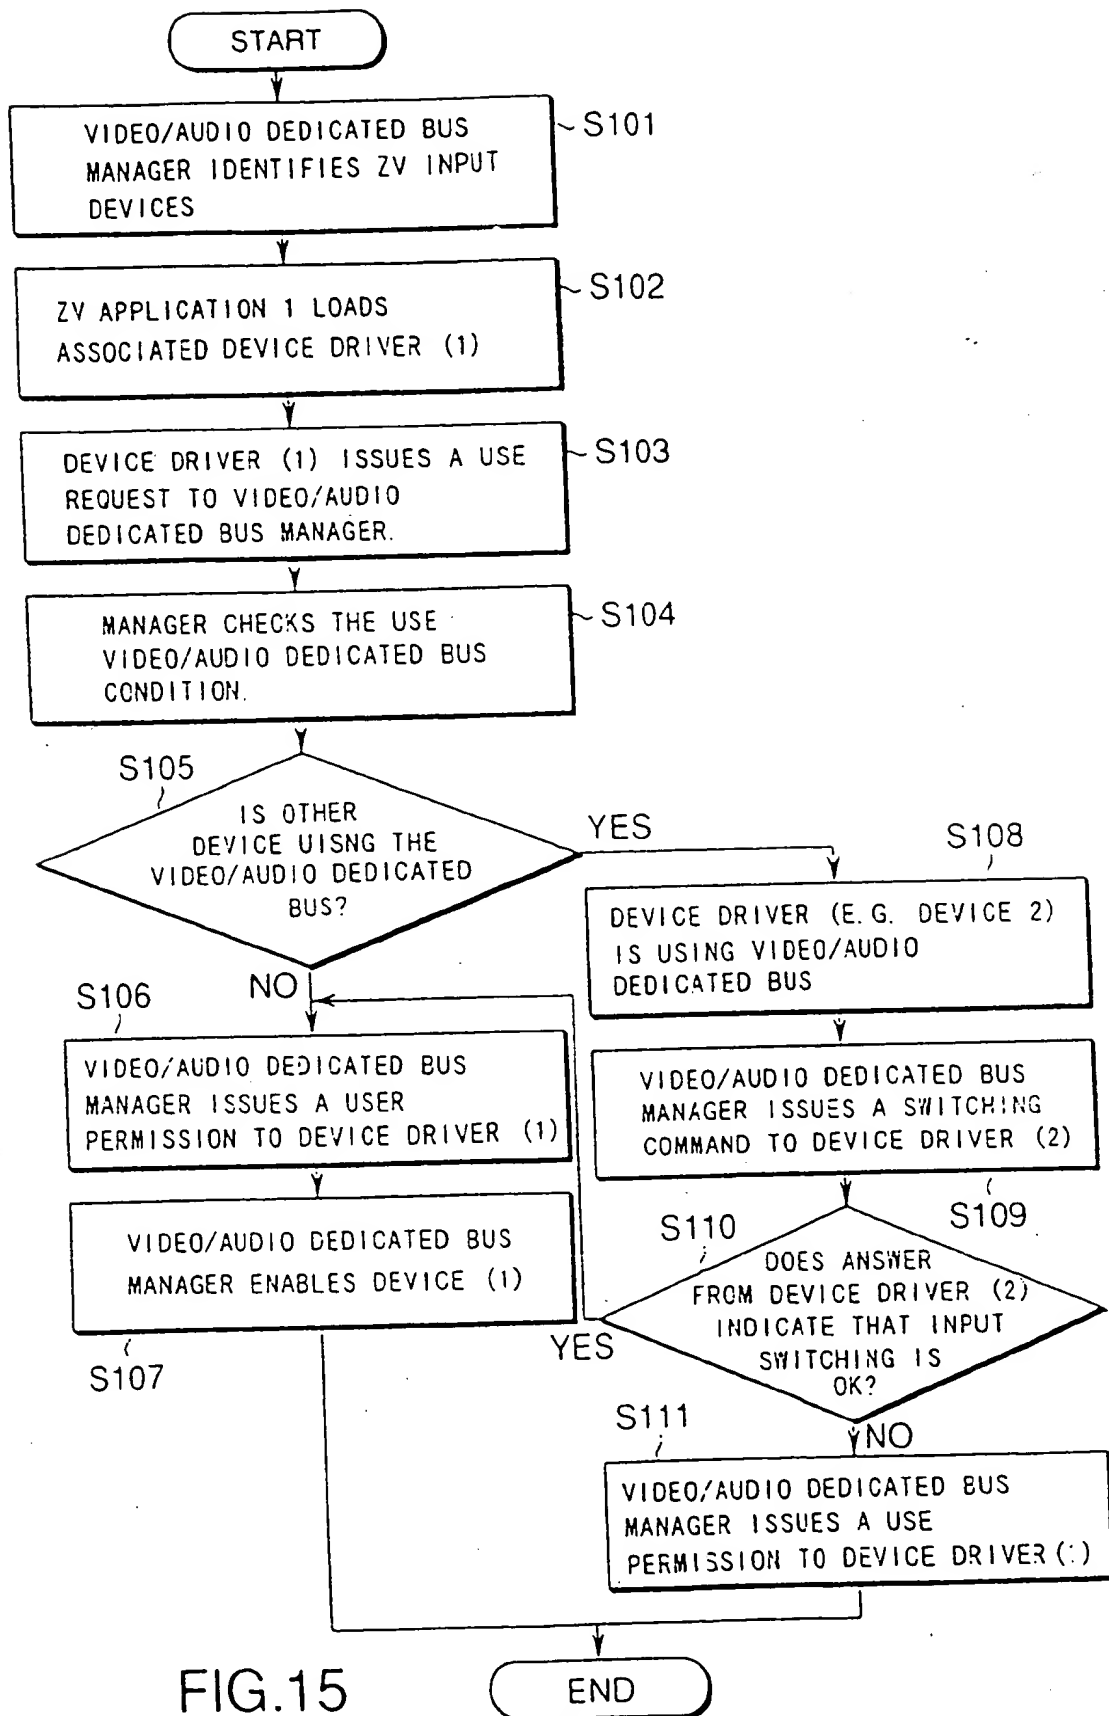 START
VIDEO/AUDIO DEDICATED BUS
MANAGER IDENTIFIES ZV INPUT
DEVICES
S101
ZV APPLICATION 1 LOADS
ASSOCIATED DEVICE DRIVER (1)
S102
DEVICE DRIVER (1) ISSUES A USE
REQUEST TO VIDEO/AUDIO
DEDICATED BUS MANAGER.
S103
MANAGER CHECKS THE USE
VIDEO/AUDIO DEDICATED BUS
CONDITION.
S104
S105
IS OTHER
DEVICE UISNG THE
VIDEO/AUDIO DEDICATED
BUS?
YES
NO
S108
DEVICE DRIVER (E.G. DEVICE 2)
IS USING VIDEO/AUDIO
DEDICATED BUS
S106
VIDEO/AUDIO DEDICATED BUS
MANAGER ISSUES A USER
PERMISSION TO DEVICE DRIVER (1)
VIDEO/AUDIO DEDICATED BUS
MANAGER ISSUES A SWITCHING
COMMAND TO DEVICE DRIVER (2)
S109
VIDEO/AUDIO DEDICATED BUS
MANAGER ENABLES DEVICE (1)
S107
S110
DOES ANSWER
FROM DEVICE DRIVER (2)
INDICATE THAT INPUT
SWITCHING IS
OK?
YES
NO
S111
VIDEO/AUDIO DEDICATED BUS
MANAGER ISSUES A USE
PERMISSION TO DEVICE DRIVER
END
FIG.15